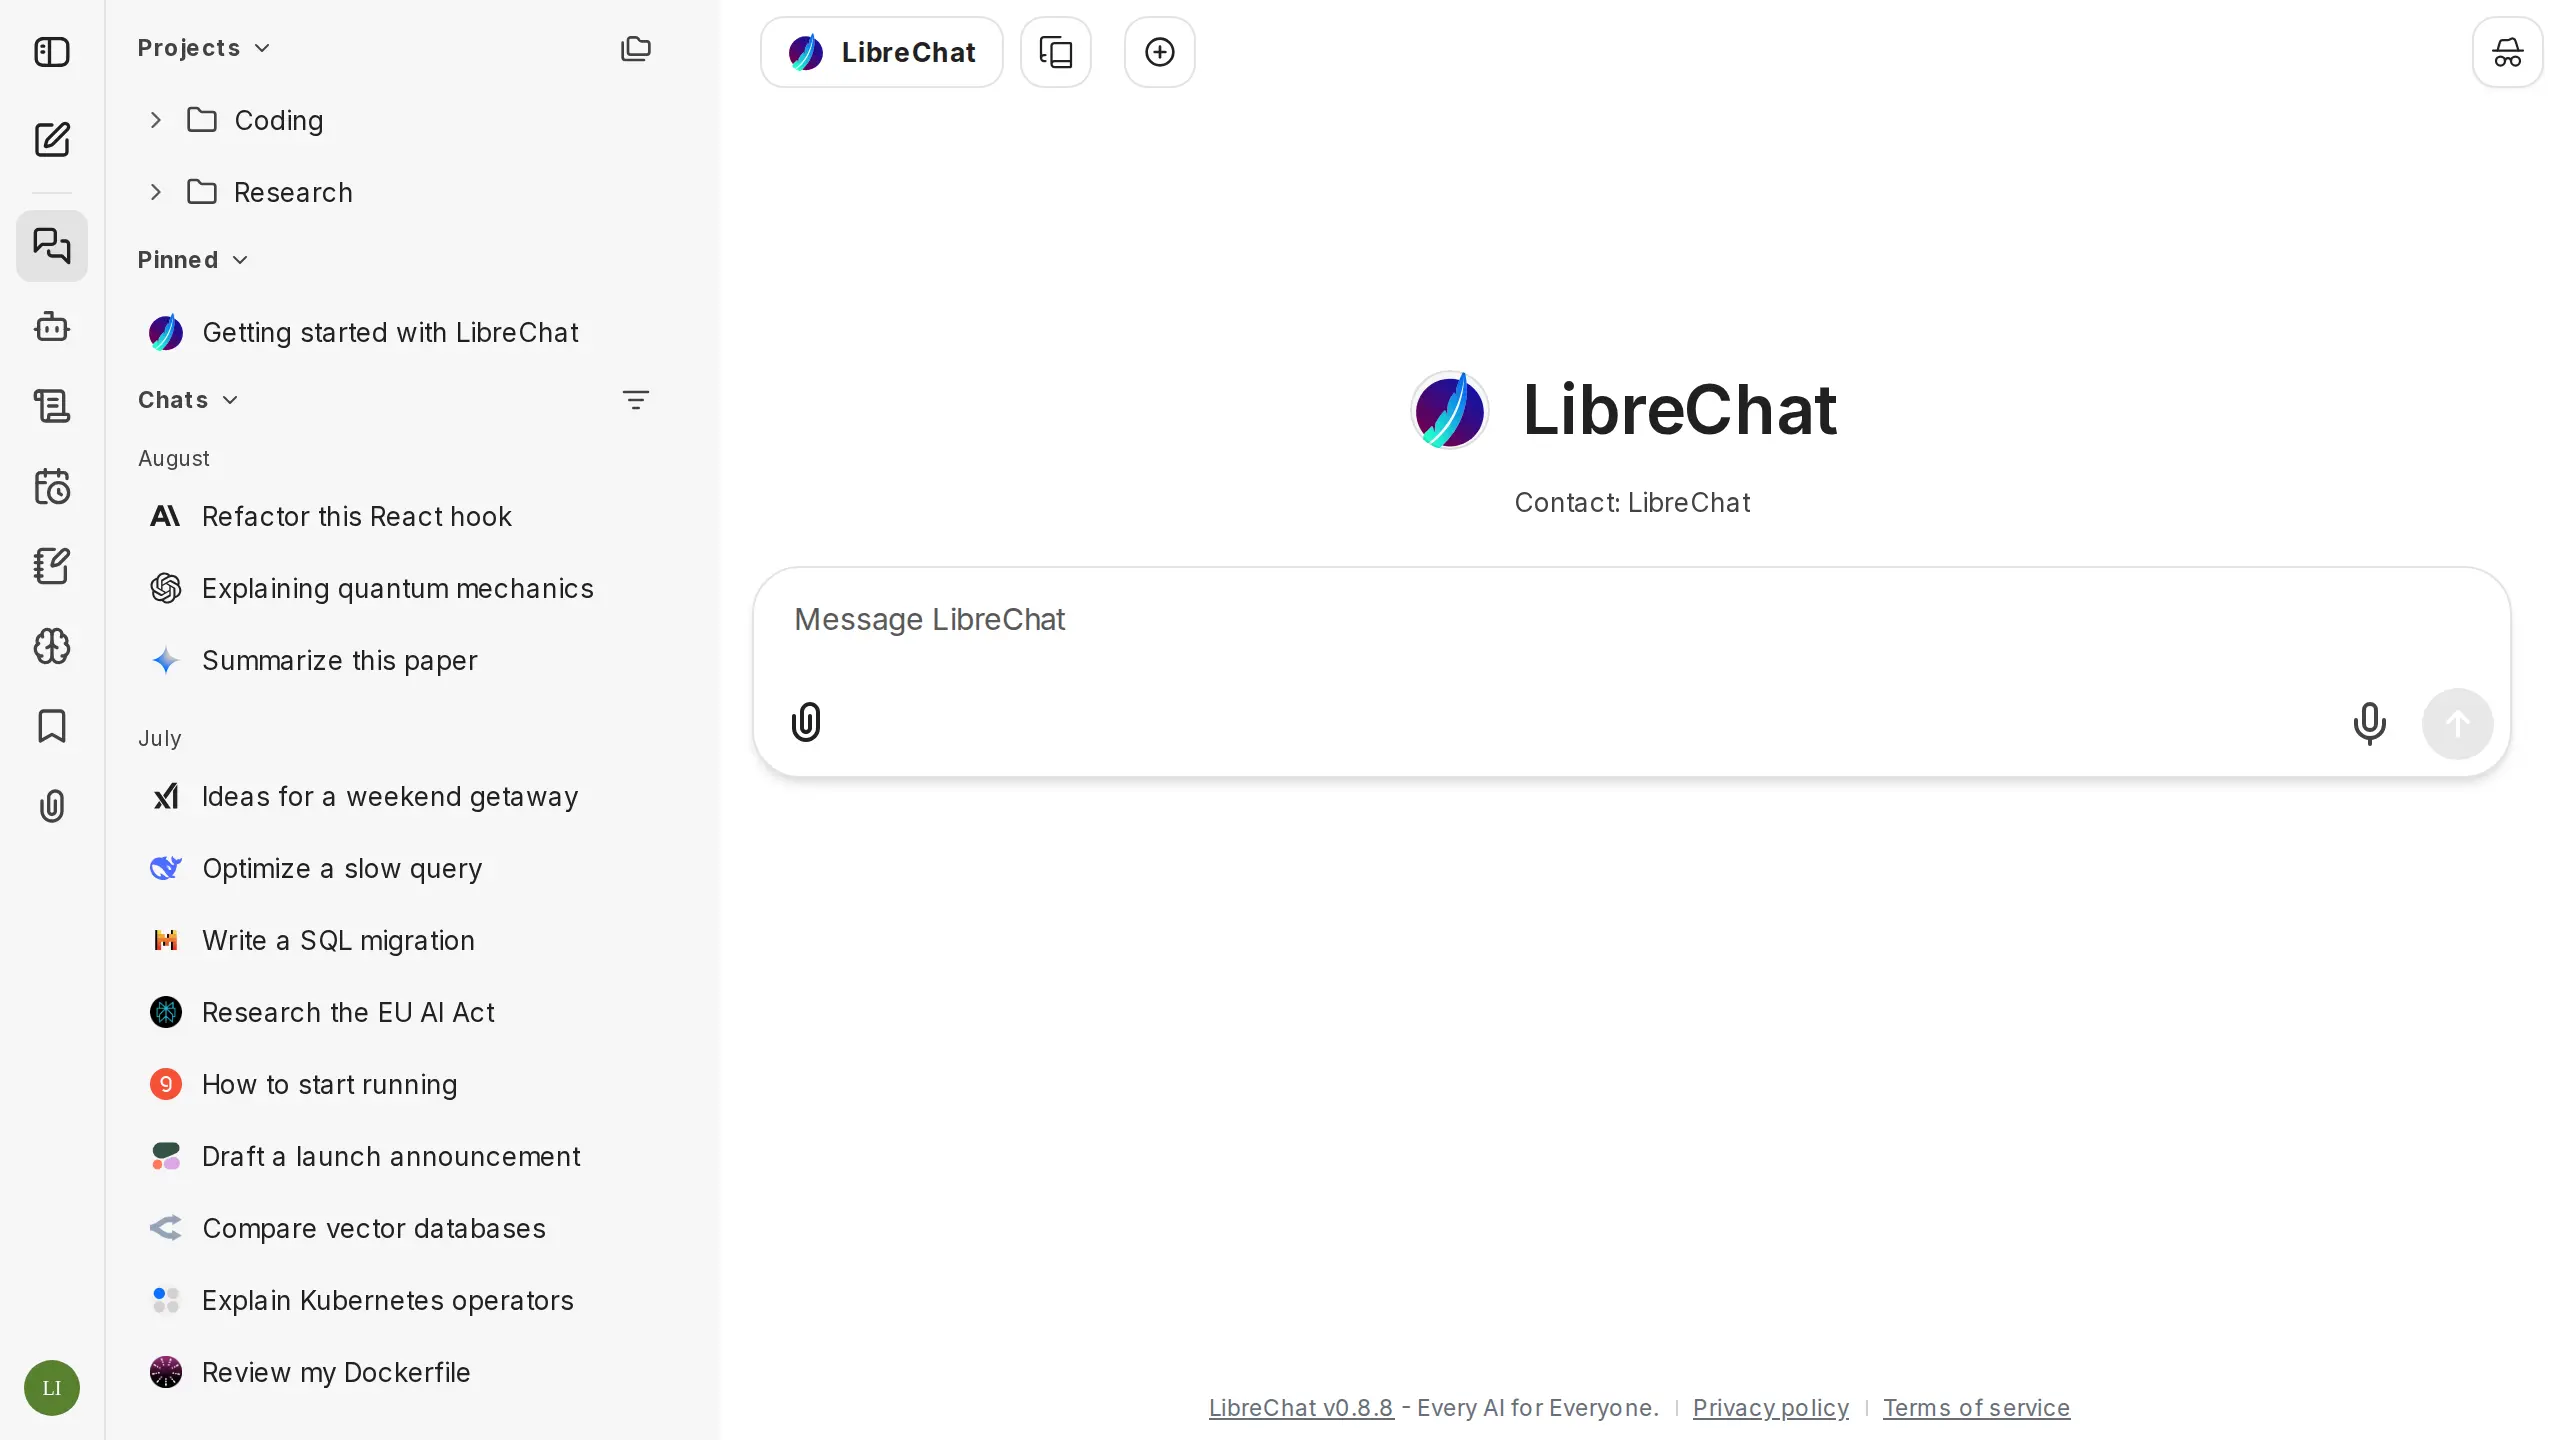 Projects
Coding
Research
Pinned
Getting started with LibreChat
Chats
August
Refactor this React hook
Explaining quantum mechanics
Summarize this paper
July
Ideas for a weekend getaway
Optimize a slow query
Write a SQL migration
Research the EU AI Act
How to start running
Draft a launch announcement
Compare vector databases
Explain Kubernetes operators
Review my Dockerfile
LI
LibreChat
LibreChat
Contact: LibreChat
Message LibreChat
LibreChat v0.8.8 - Every AI for Everyone. | Privacy policy | Terms of service